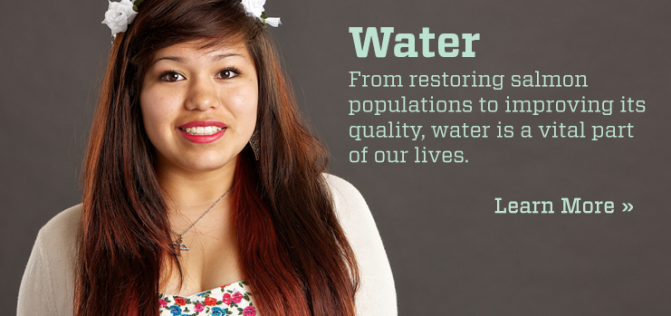 Water
From restoring salmon
populations to improving its
quality, water is a vital part
of our lives.
Learn More »